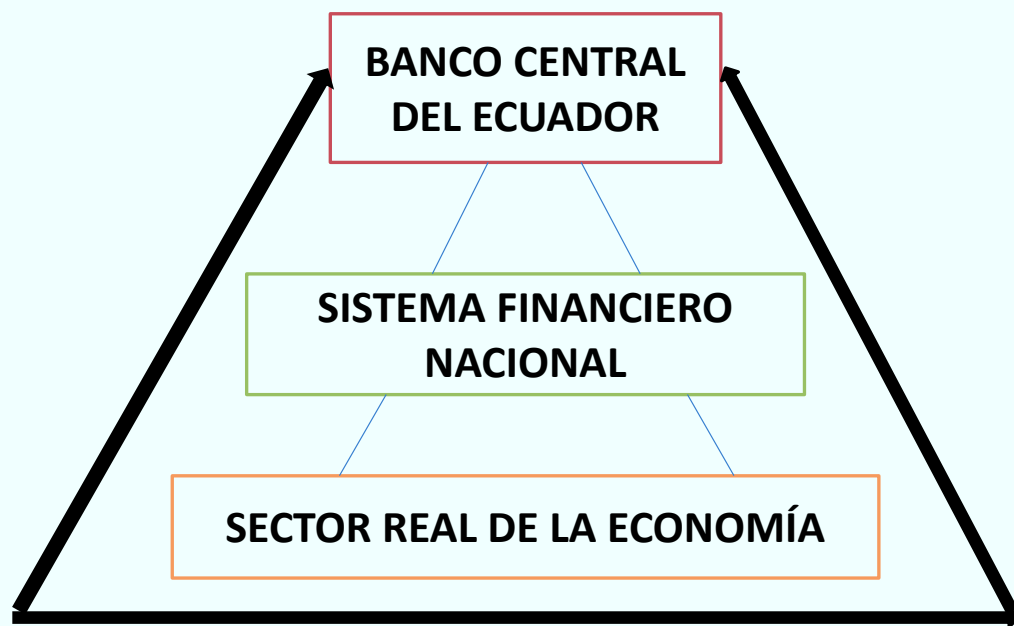 BANCO CENTRAL
DEL ECUADOR
SISTEMA FINANCIERO
NACIONAL
SECTOR REAL DE LA ECONOMÍA